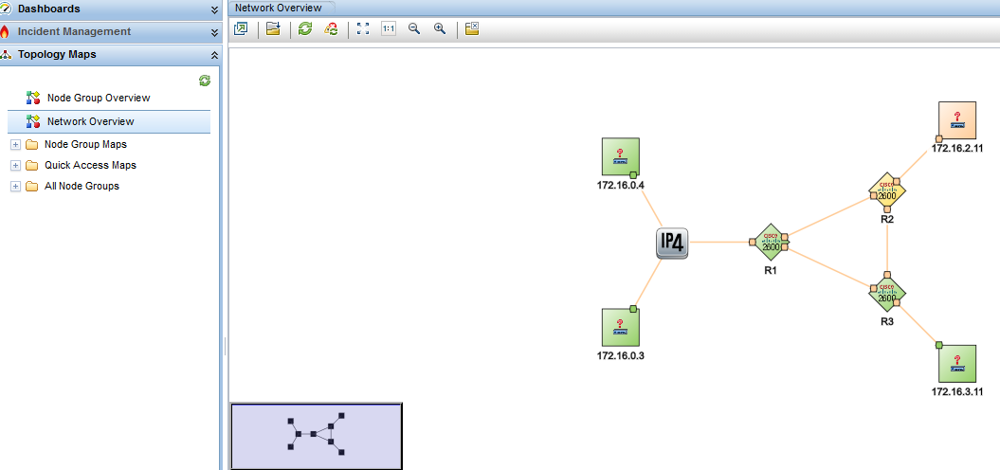 Dashboards
Incident Management
Topology Maps
Node Group Overview
Network Overview
Node Group Maps
Quick Access Maps
All Node Groups
Network Overview
1:1
?
172.16.2.11
?
172.16.0.4
CISCO
2600
R2
IP4
CISCO
2600
R1
CISCO
2600
R3
?
172.16.0.3
?
172.16.3.11